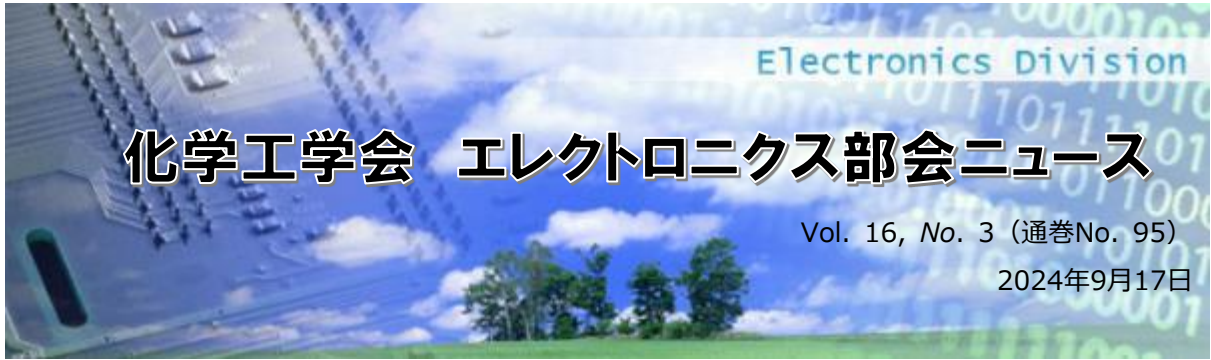 Electronics Division
化学工学会　エレクトロニクス部会ニュース
Vol. 16, No. 3（通巻No. 95）
2024年9月17日